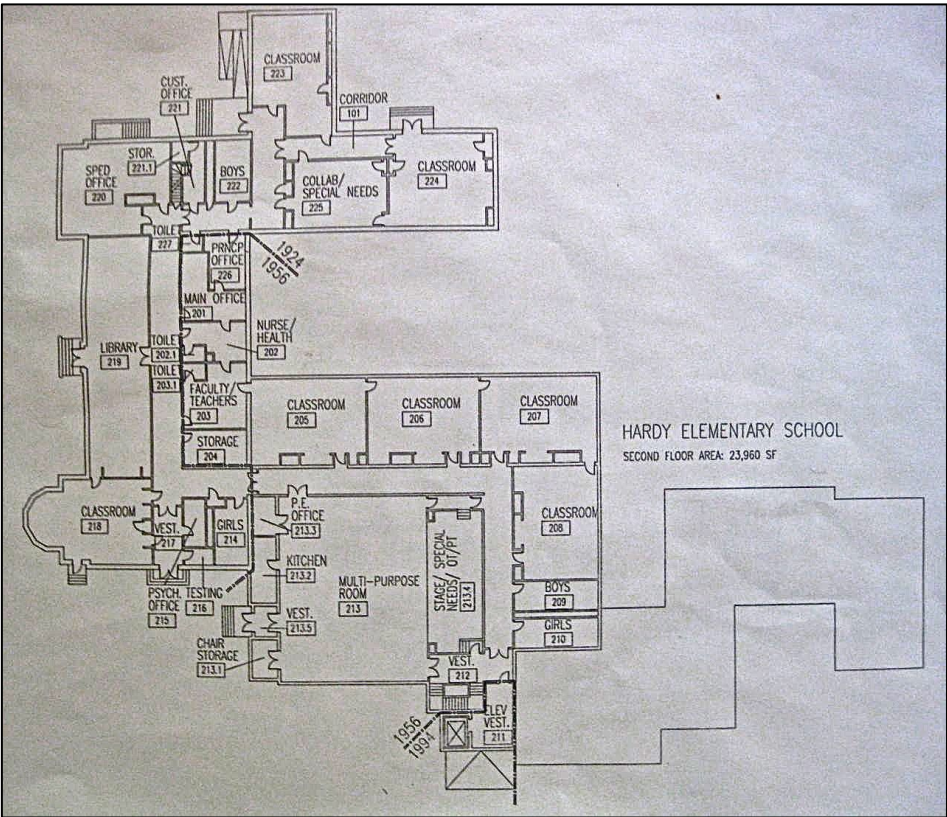 CLASSROOM
223
CUST.
OFFICE
221
CORRIDOR
101
STOR.
221.1
SPED
OFFICE
220
BOYS
222
COLLAB/
SPECIAL NEEDS
225
CLASSROOM
224
TOILE
227
PRNCP
OFFICE
226
1924
1956
MAIN OFFICE
201
NURSE/
HEALTH
202
LIBRARY
219
TOILE
202.1
TOILE
203.1
FACULTY/
TEACHERS
203
STORAGE
204
CLASSROOM
205
CLASSROOM
206
CLASSROOM
207
HARDY ELEMENTARY SCHOOL
SECOND FLOOR AREA: 23,960 SF
CLASSROOM
218
VEST.
217
GIRLS
214
P.E.
OFFICE
213.3
CLASSROOM
208
KITCHEN
213.2
MULTI-PURPOSE
ROOM
213
STAGE/ SPECIAL
NEEDS/ OT/PT
213.4
BOYS
209
PSYCH.
OFFICE
215
TESTING
216
VEST.
213.5
GIRLS
210
CHAIR
STORAGE
213.1
VEST.
212
ELEV
VEST.
211
1956
1994